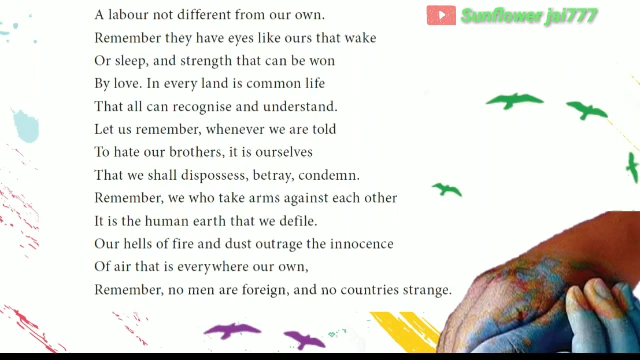 Sunflower jai777
A labour not different from our own.
Remember they have eyes like ours that wake
Or sleep, and strength that can be won
By love. In every land is common life
That all can recognise and understand.
Let us remember, whenever we are told
To hate our brothers, it is ourselves
That we shall dispossess, betray, condemn.
Remember, we who take arms against each other
It is the human earth that we defile.
Our hells of fire and dust outrage the innocence
Of air that is everywhere our own,
Remember, no men are foreign, and no countries strange.